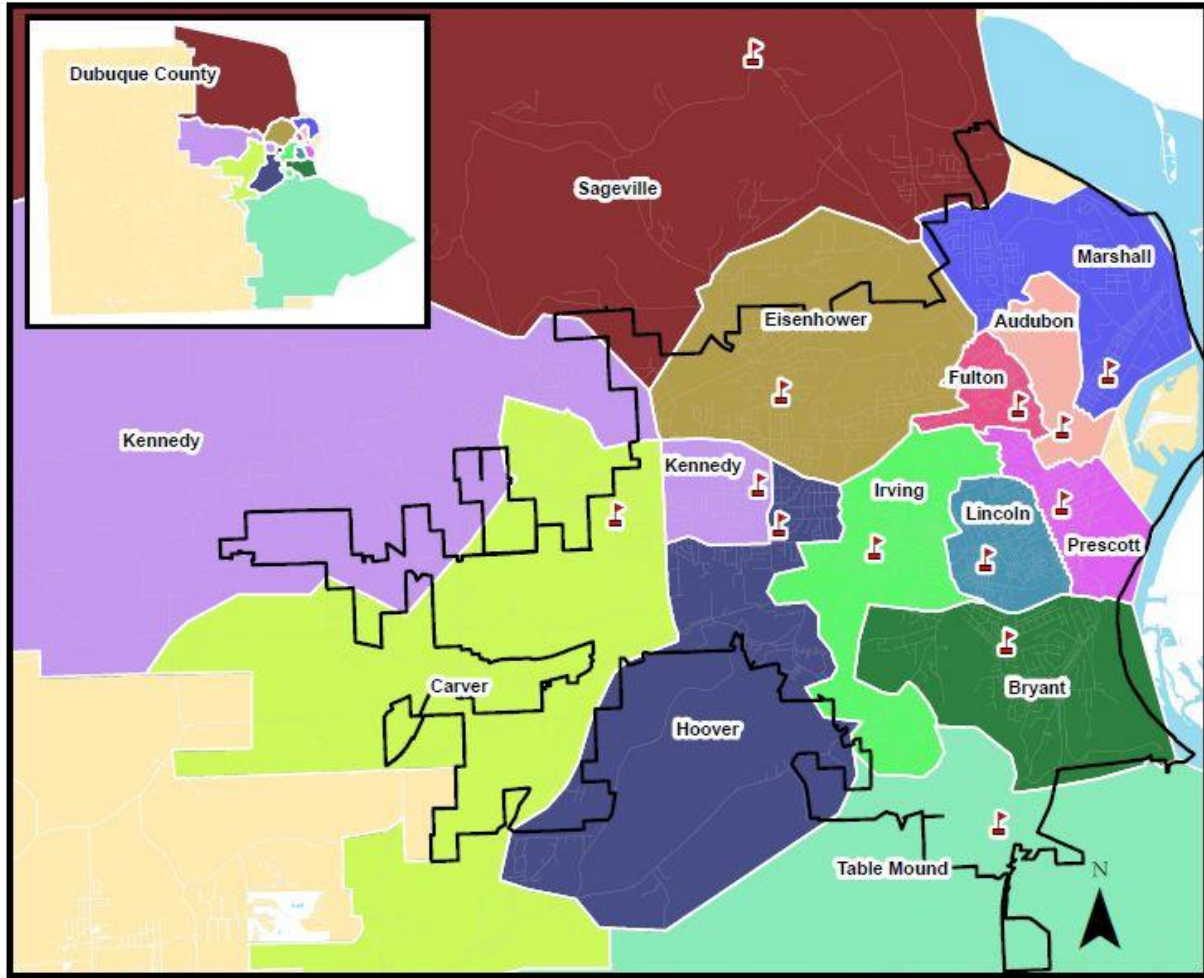 Dubuque County
Sageville
Marshall
Eisenhower
Audubon
Fulton
Kennedy
Kennedy
Irving
Lincoln
Prescott
Carver
Bryant
Hoover
Table Mound
N